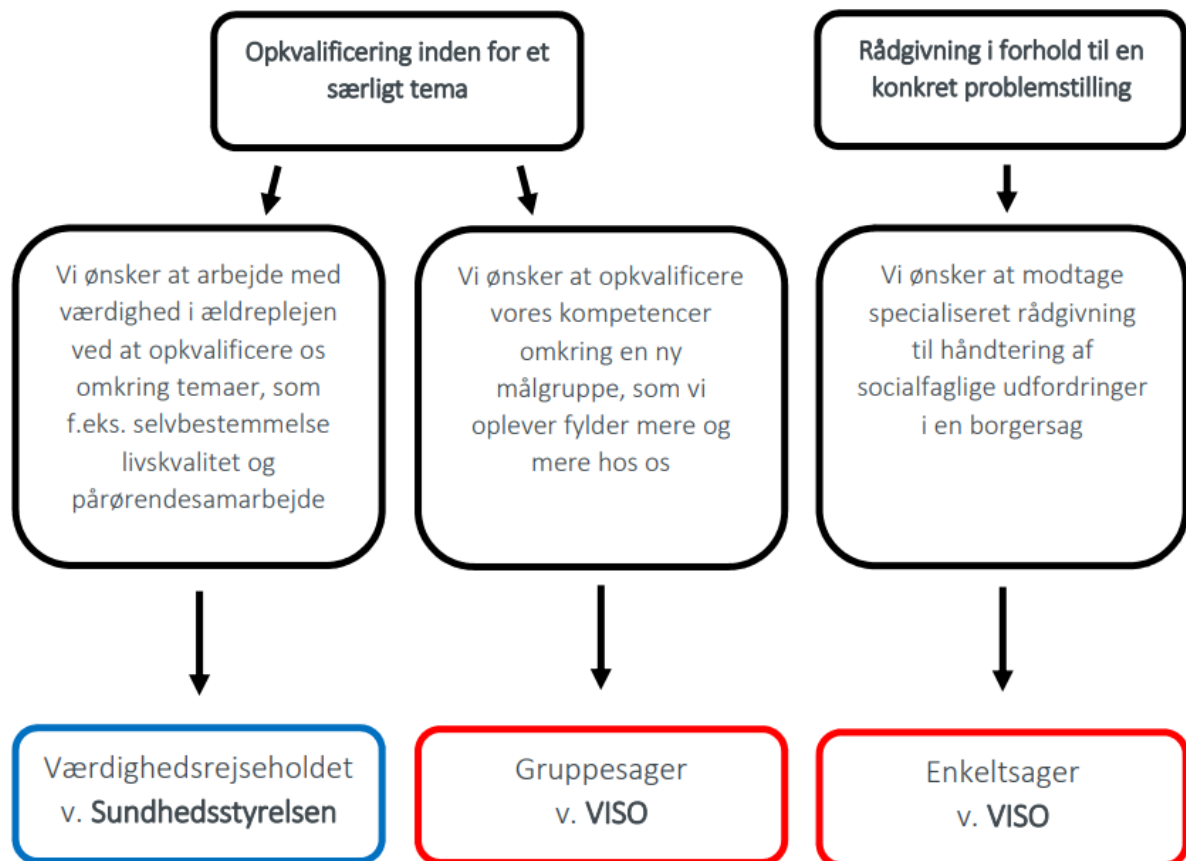 Opkvalificering inden for et
særligt tema
Rådgivning i forhold til en
konkret problemstilling
Vi ønsker at arbejde med
værdighed i ældreplejen
ved at opkvalificere os
omkring temaer, som
f.eks. selvbestemmelse
livskvalitet og
pårørendesamarbejde
Vi ønsker at opkvalificere
vores kompetencer
omkring en ny
målgruppe, som vi
oplever fylder mere og
mere hos os
Vi ønsker at modtage
specialiseret rådgivning
til håndtering af
socialfaglige udfordringer
i en borgersag
Værdighedsrejseholdet
v. Sundhedsstyrelsen
Gruppesager
v. VISO
Enkeltsager
v. VISO